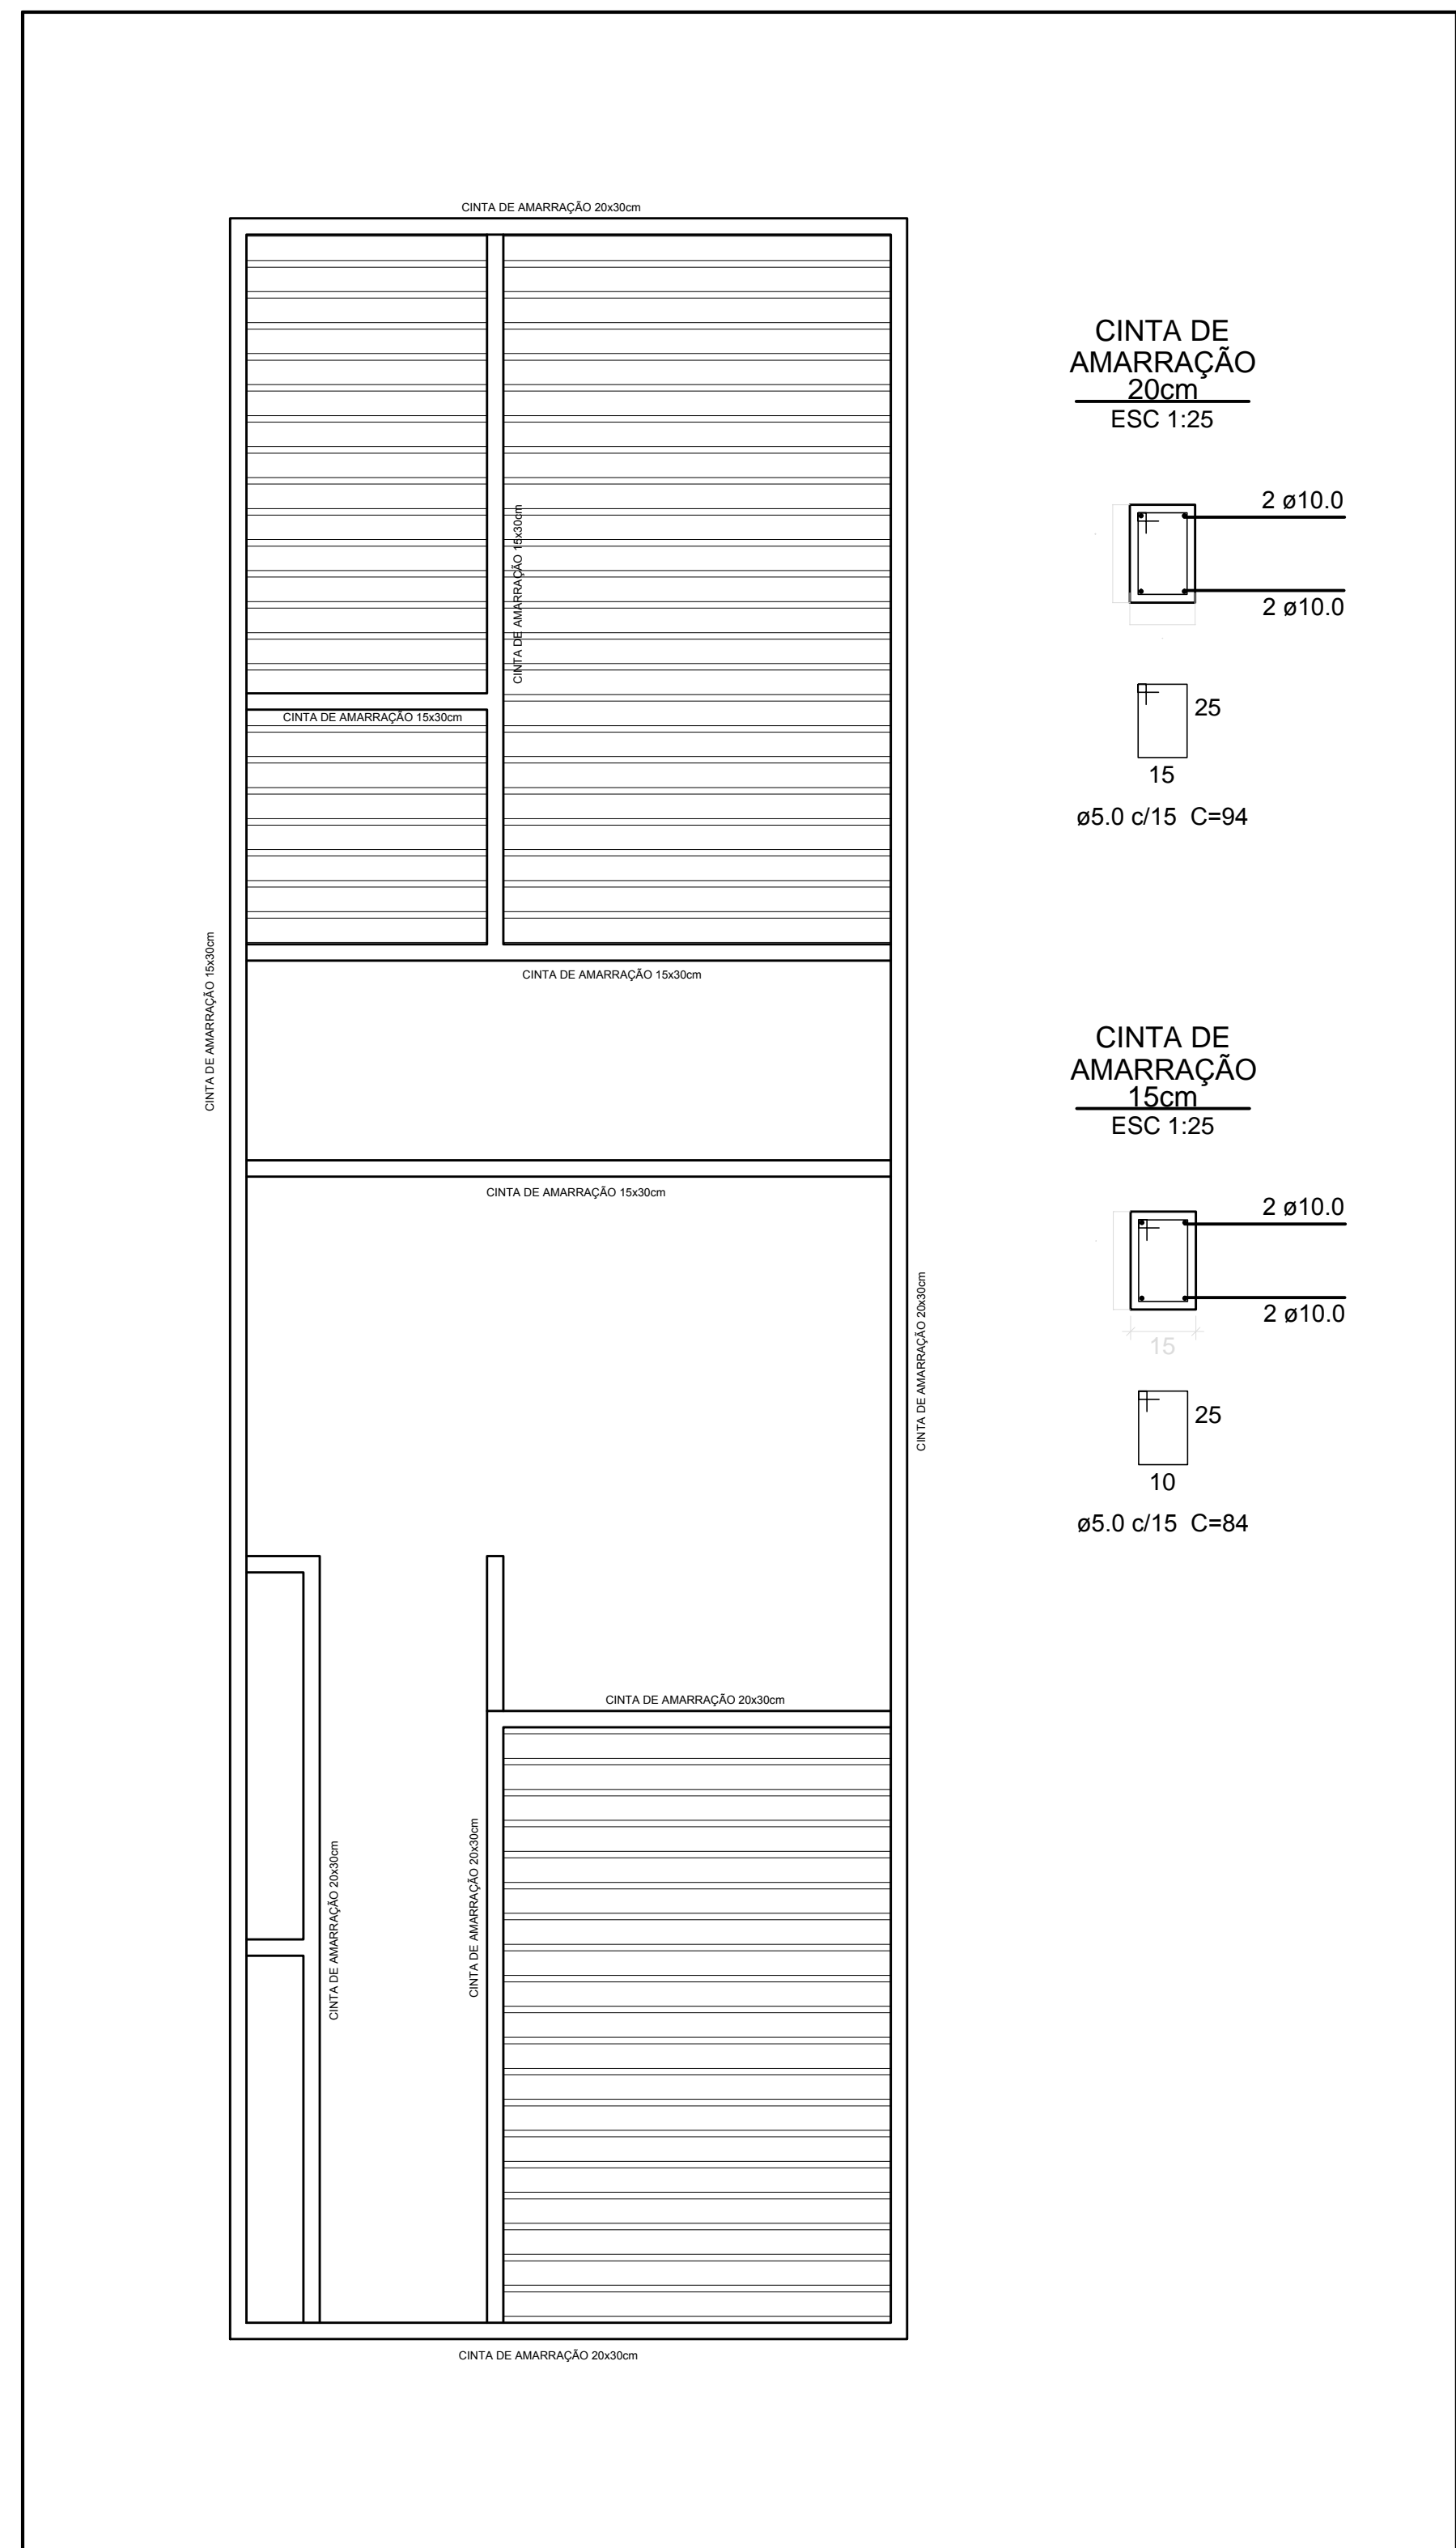 CINTA DE AMARRAÇÃO 20x30cm
CINTA DE AMARRAÇÃO 15x30cm
CINTA DE AMARRAÇÃO 15x30cm
CINTA DE AMARRAÇÃO 15x30cm
CINTA DE AMARRAÇÃO 15x30cm
CINTA DE AMARRAÇÃO 15x30cm
CINTA DE AMARRAÇÃO 20x30cm
CINTA DE AMARRAÇÃO 20x30cm
CINTA DE AMARRAÇÃO 20x30cm
CINTA DE AMARRAÇÃO 20x30cm
CINTA DE AMARRAÇÃO 20x30cm
CINTA DE
AMARRAÇÃO
20cm
ESC 1:25
2 ø10.0
2 ø10.0
25
15
ø5.0 c/15 C=94
CINTA DE
AMARRAÇÃO
15cm
ESC 1:25
2 ø10.0
2 ø10.0
15
25
10
ø5.0 c/15 C=84